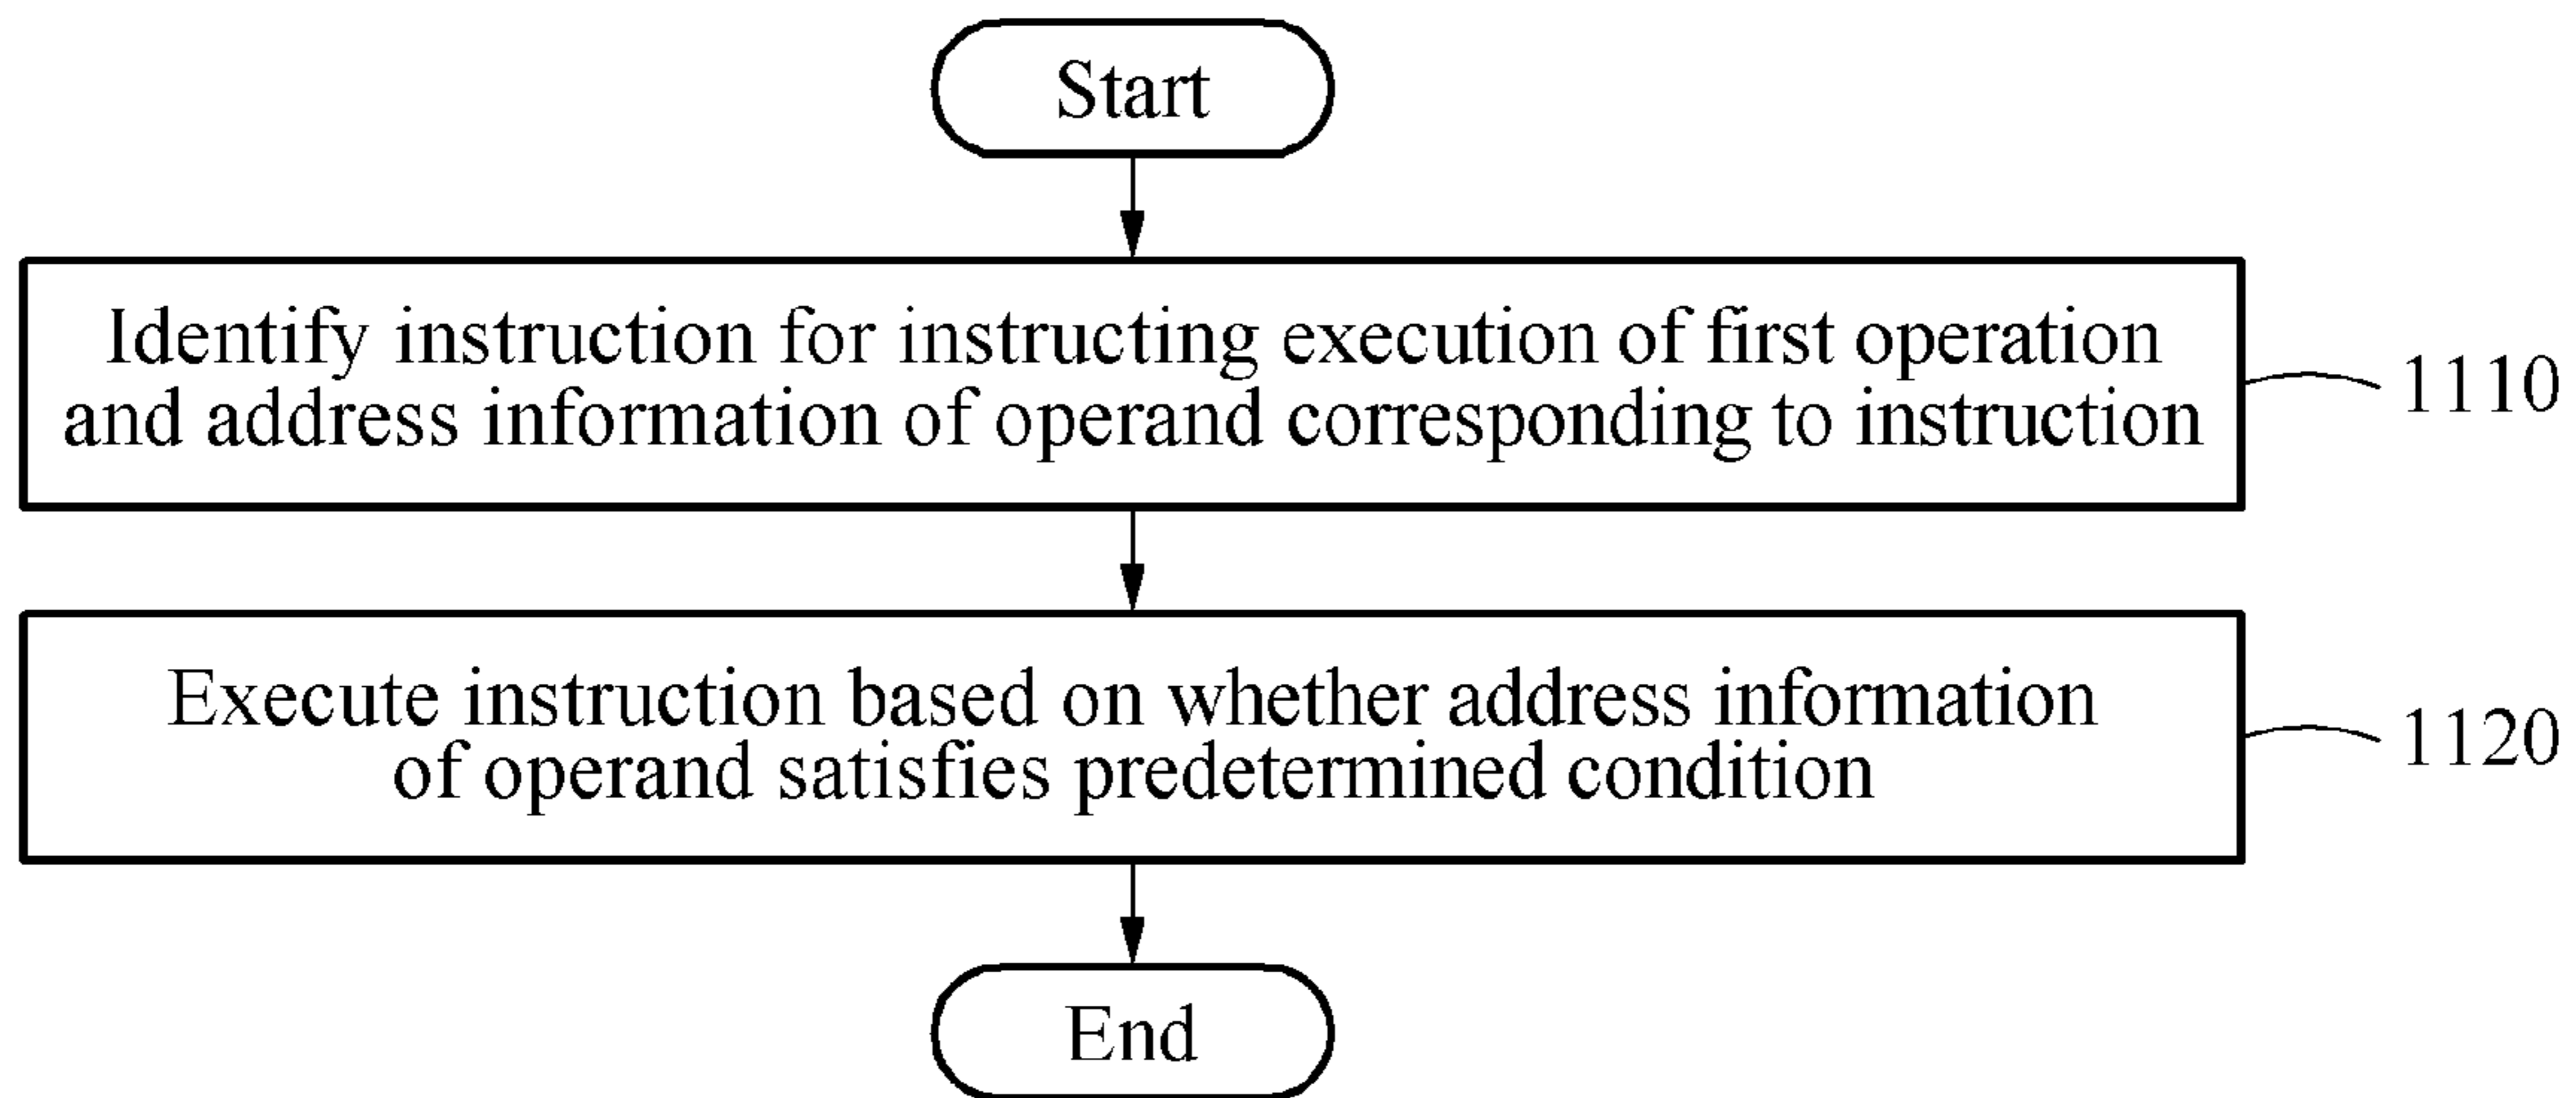 Start
Identify instruction for instructing execution of first operation
and address information of operand corresponding to instruction
1110
Execute instruction based on whether address information
of operand satisfies predetermined condition
1120
End